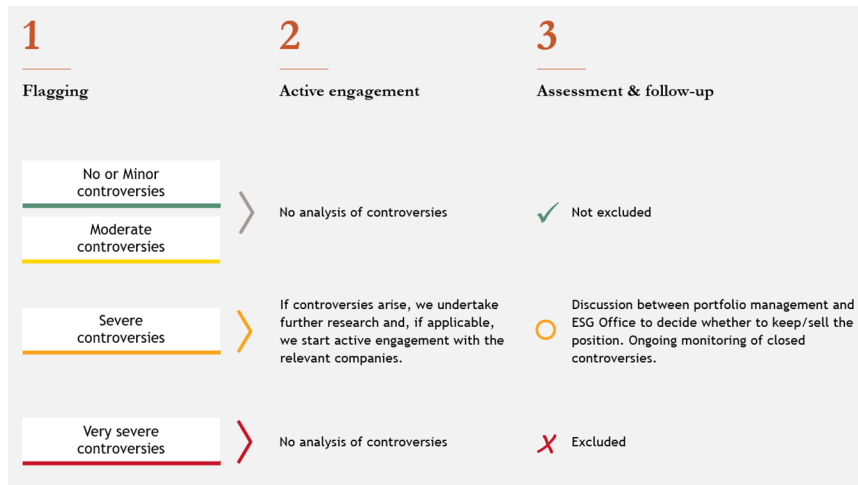 1
2
3
Flagging
Active engagement
Assessment & follow-up
No or Minor
controversies
Moderate
controversies
No analysis of controversies
Not excluded
Severe
controversies
If controversies arise, we undertake
further research and, if applicable,
we start active engagement with the
relevant companies.
Discussion between portfolio management and
ESG Office to decide whether to keep/sell the
position. Ongoing monitoring of closed
controversies.
Very severe
controversies
No analysis of controversies
Excluded